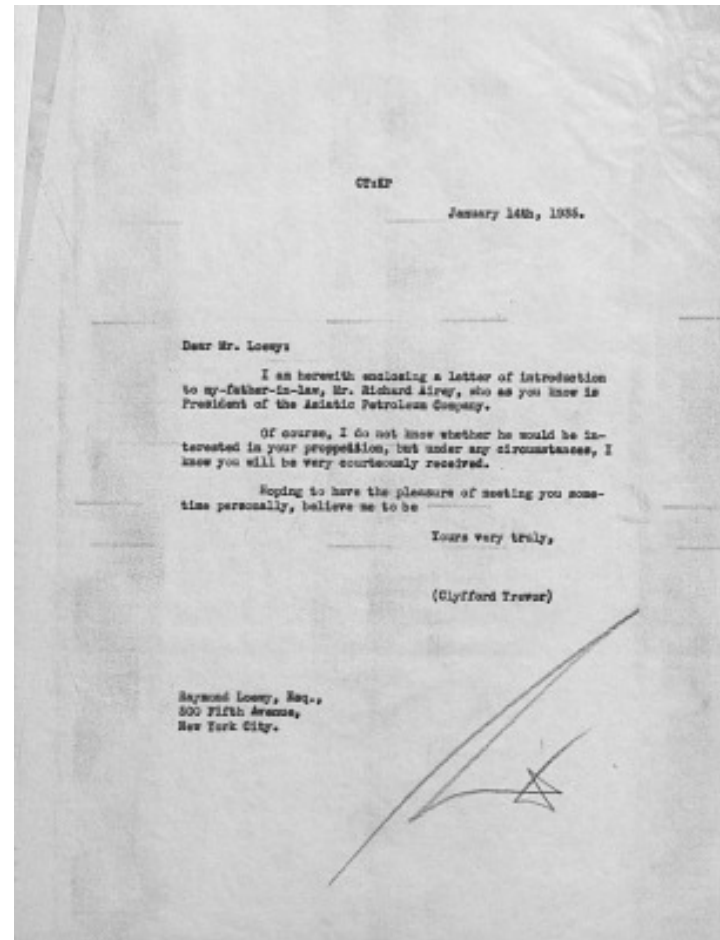 CT:KP
January 14th, 1935.
Dear Mr. Loewy:
I am herewith enclosing a letter of introduction
to my-father-in-law, Mr. Richard Airey, who as you know is
President of the Asiatic Petroleum Company.
Of course, I do not know whether he would be in-
terested in your proppetition, but under any circumstances, I
know you will be very courteously received.
Hoping to have the pleasure of meeting you some-
time personally, believe me to be
Yours very truly,
(Clyfford Trevor)
Raymond Loewy, Esq.,
500 Fifth Avenue,
New York City.